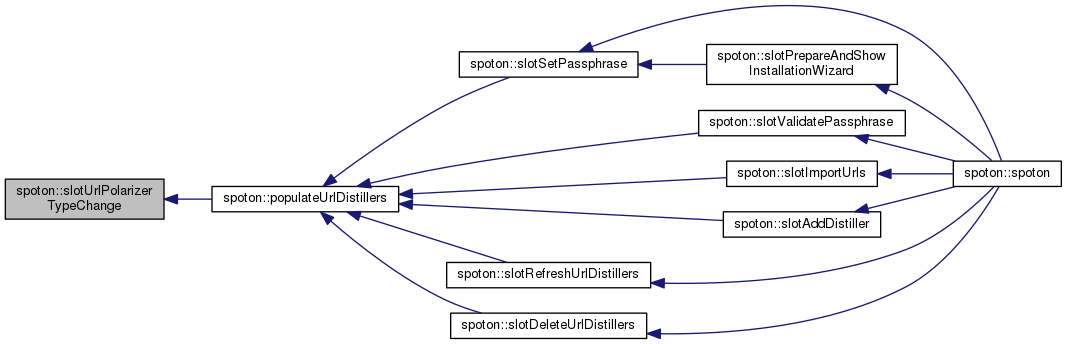 spoton::slotUrlPolarizer
TypeChange
spoton::populateUrlDistillers
spoton::slotSetPassphrase
spoton::slotPrepareAndShow
InstallationWizard
spoton::slotValidatePassphrase
spoton::slotImportUrls
spoton::slotAddDistiller
spoton::slotRefreshUrlDistillers
spoton::slotDeleteUrlDistillers
spoton::spoton